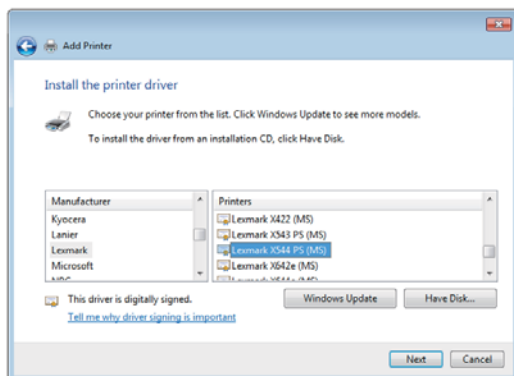 Add Printer
Install the printer driver
Choose your printer from the list. Click Windows Update to see more models.
To install the driver from an installation CD, click Have Disk.
Manufacturer
Kyocera
Lanier
Lexmark
Microsoft
Printers
Lexmark X422 (MS)
Lexmark X543 PS (MS)
Lexmark X544 PS (MS)
Lexmark X642e (MS)
This driver is digitally signed.
Tell me why driver signing is important
Windows Update
Have Disk...
Next
Cancel